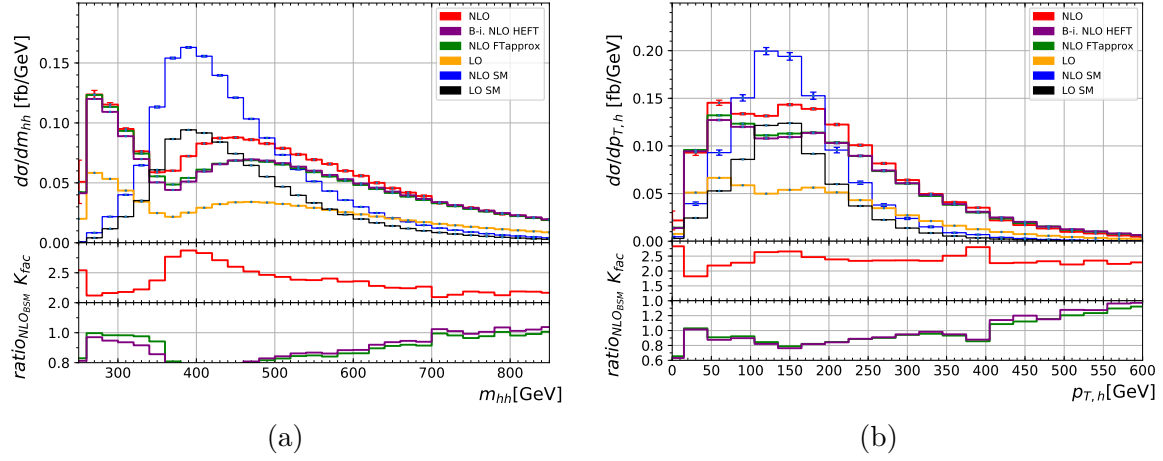 NLO
B-i. NLO HEFT
NLO FTapprox
LO
NLO SM
LO SM
dσ/dm_hh [fb/GeV]
0.15
0.10
0.05
0.00
K_fac
2.5
2.0
ratio_NLO_BSM
1.0
0.8
300 400 500 600 700 800
m_hh[GeV]
(a)
NLO
B-i. NLO HEFT
NLO FTapprox
LO
NLO SM
LO SM
dσ/dp_T,h [fb/GeV]
0.20
0.15
0.10
0.05
0.00
K_fac
2.5
2.0
1.5
1.0
ratio_NLO_BSM
1.2
1.0
0.8
0.6
0 50 100 150 200 250 300 350 400 450 500 550 600
p_T,h[GeV]
(b)